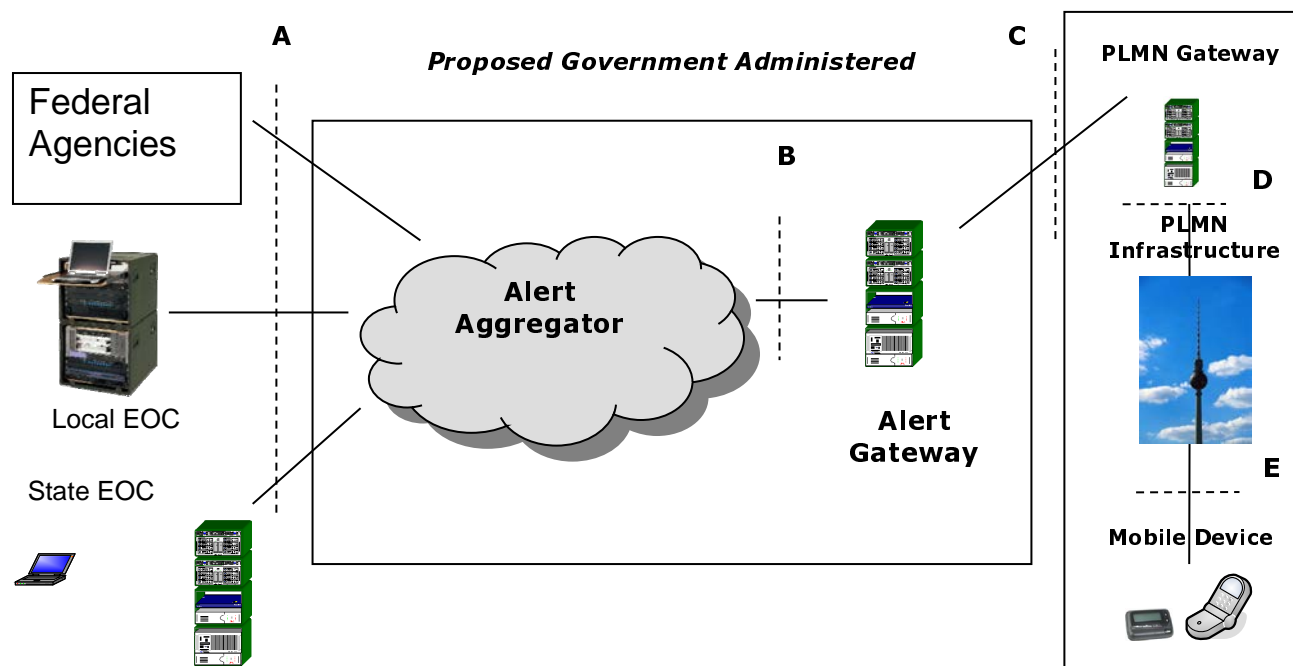 A
Proposed Government Administered
C
PLMN Gateway
Federal
Agencies
B
D
PLMN
Infrastructure
Alert
Aggregator
Local EOC
Alert
Gateway
E
State EOC
Mobile Device